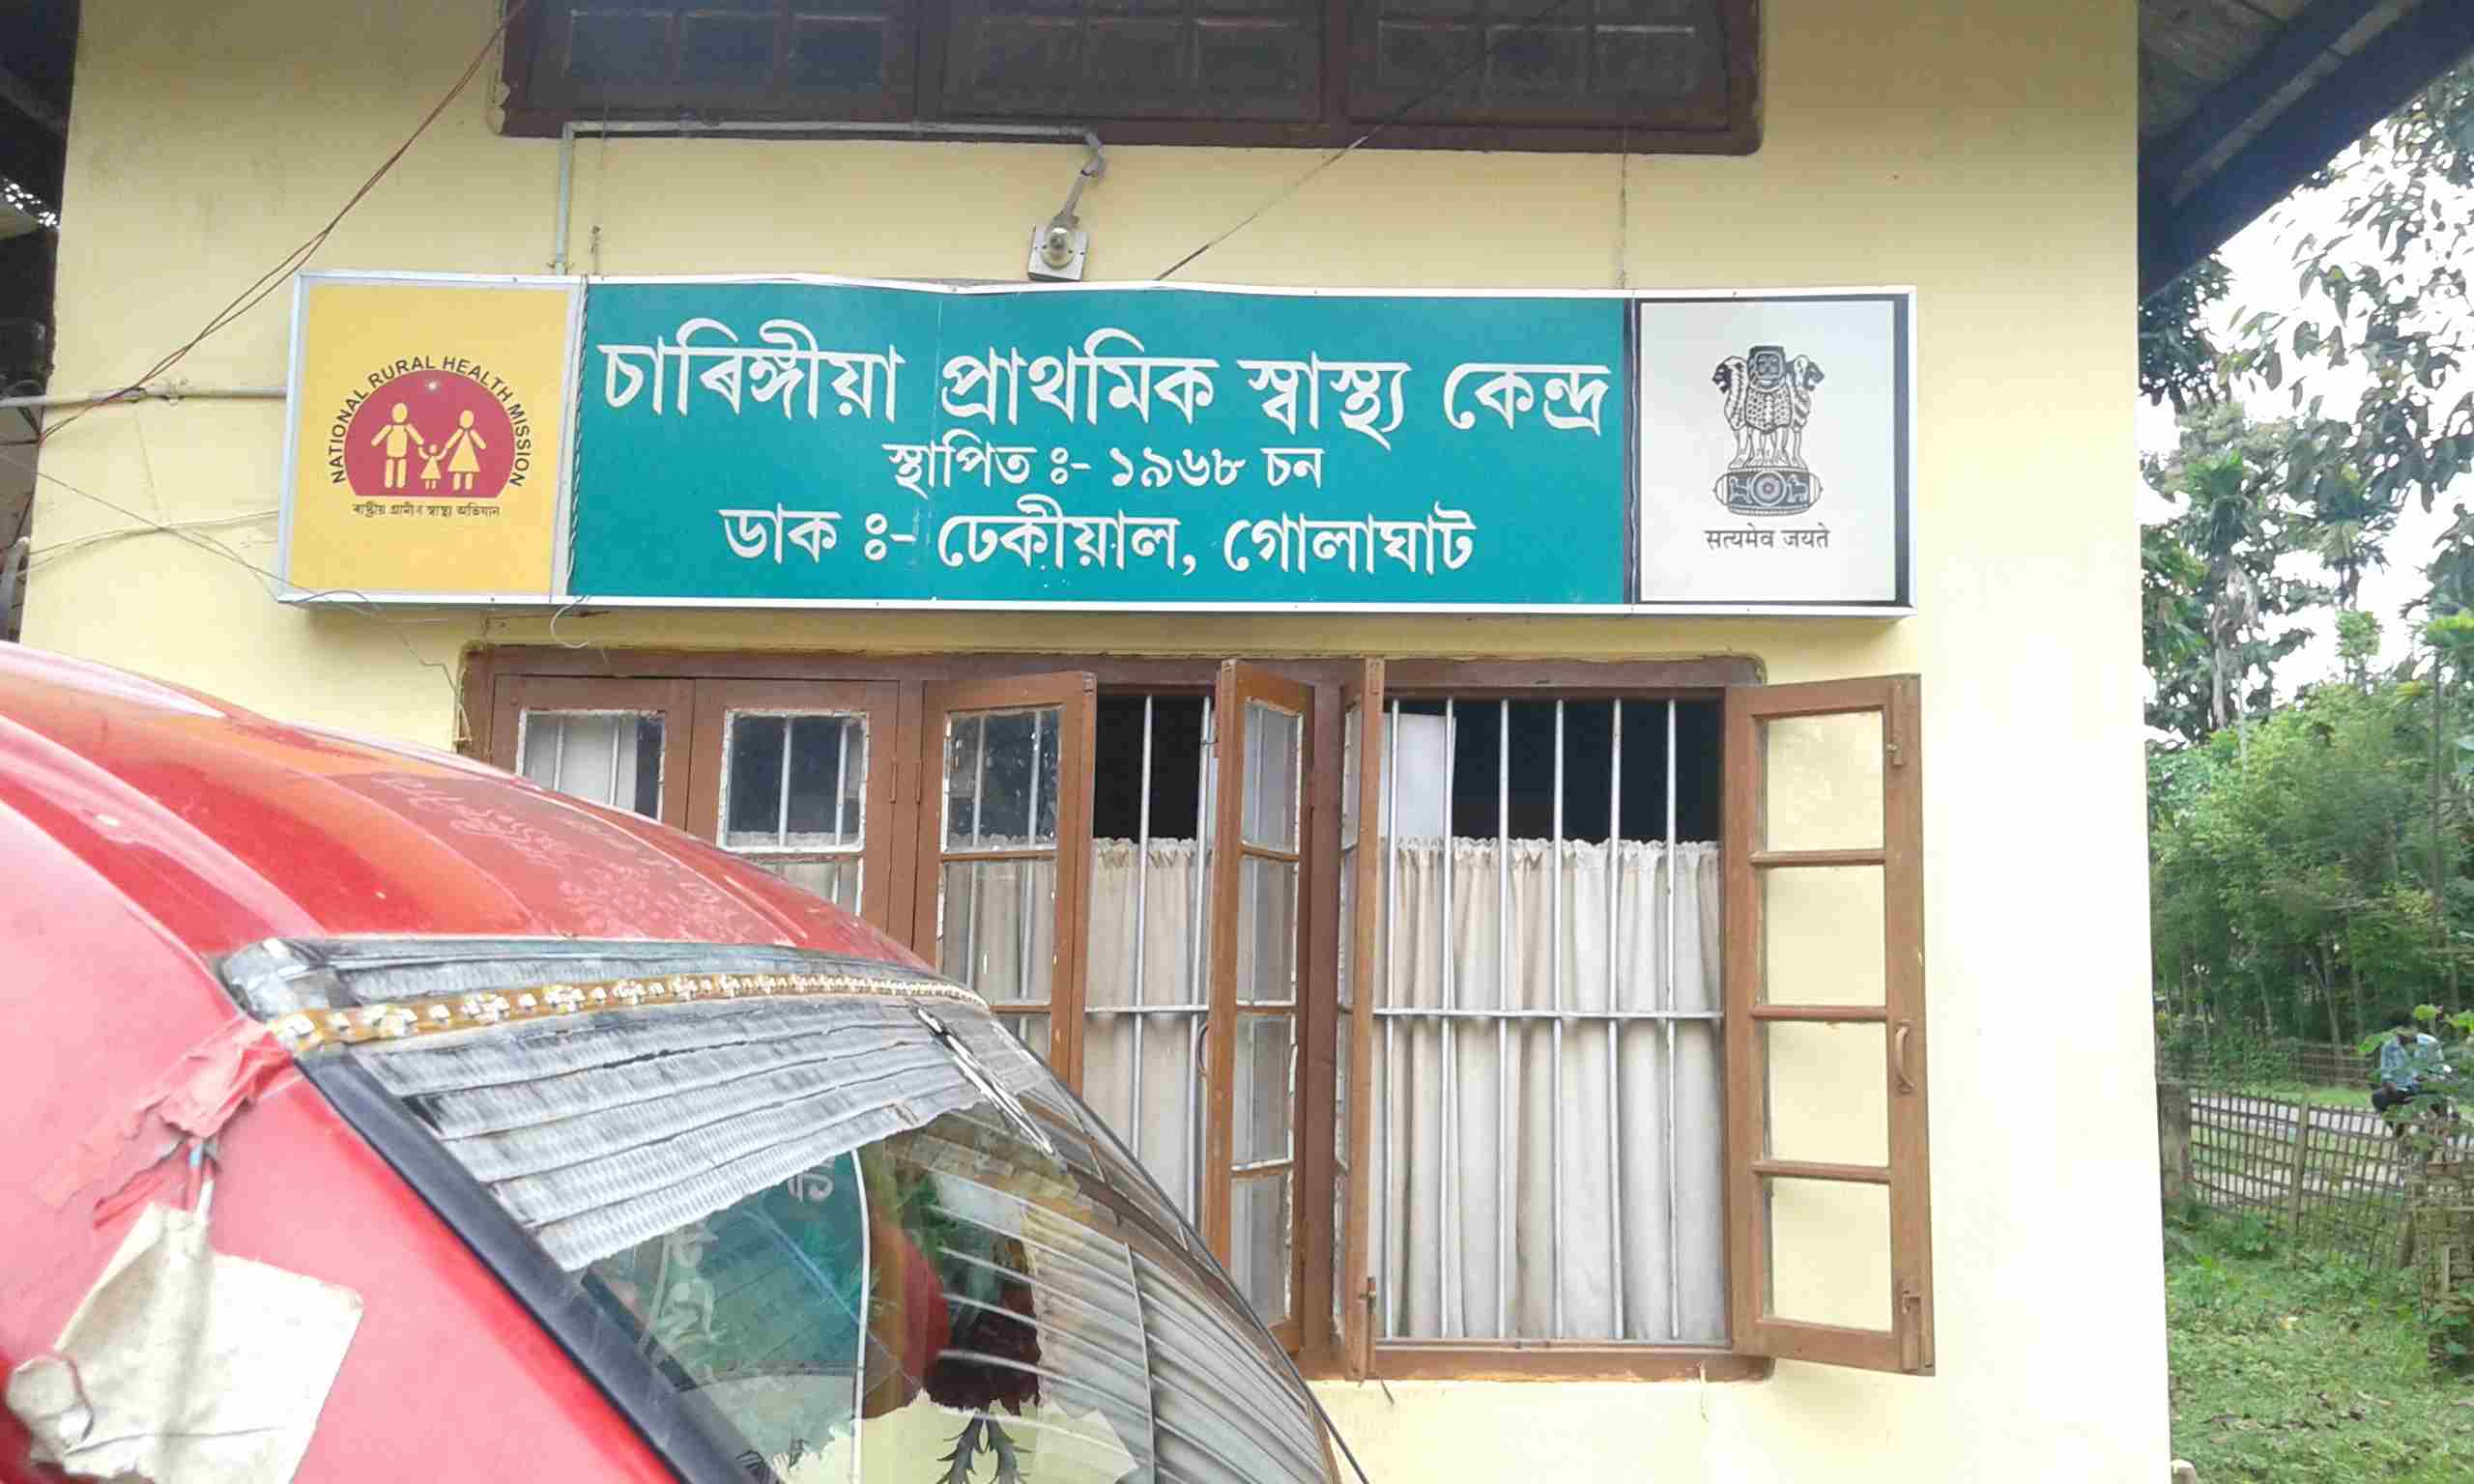 NATIONAL RURAL HEALTH MISSION
ৰাষ্ট্ৰীয় গ্ৰামীণ স্বাস্থ্য অভিযান
চাৰিঙ্গীয়া প্ৰাথমিক স্বাস্থ্য কেন্দ্ৰ
স্থাপিত ঃ- ১৯৬৮ চন
ডাক ঃ- ঢেকীয়াল, গোলাঘাট
सत्यमेव जयते